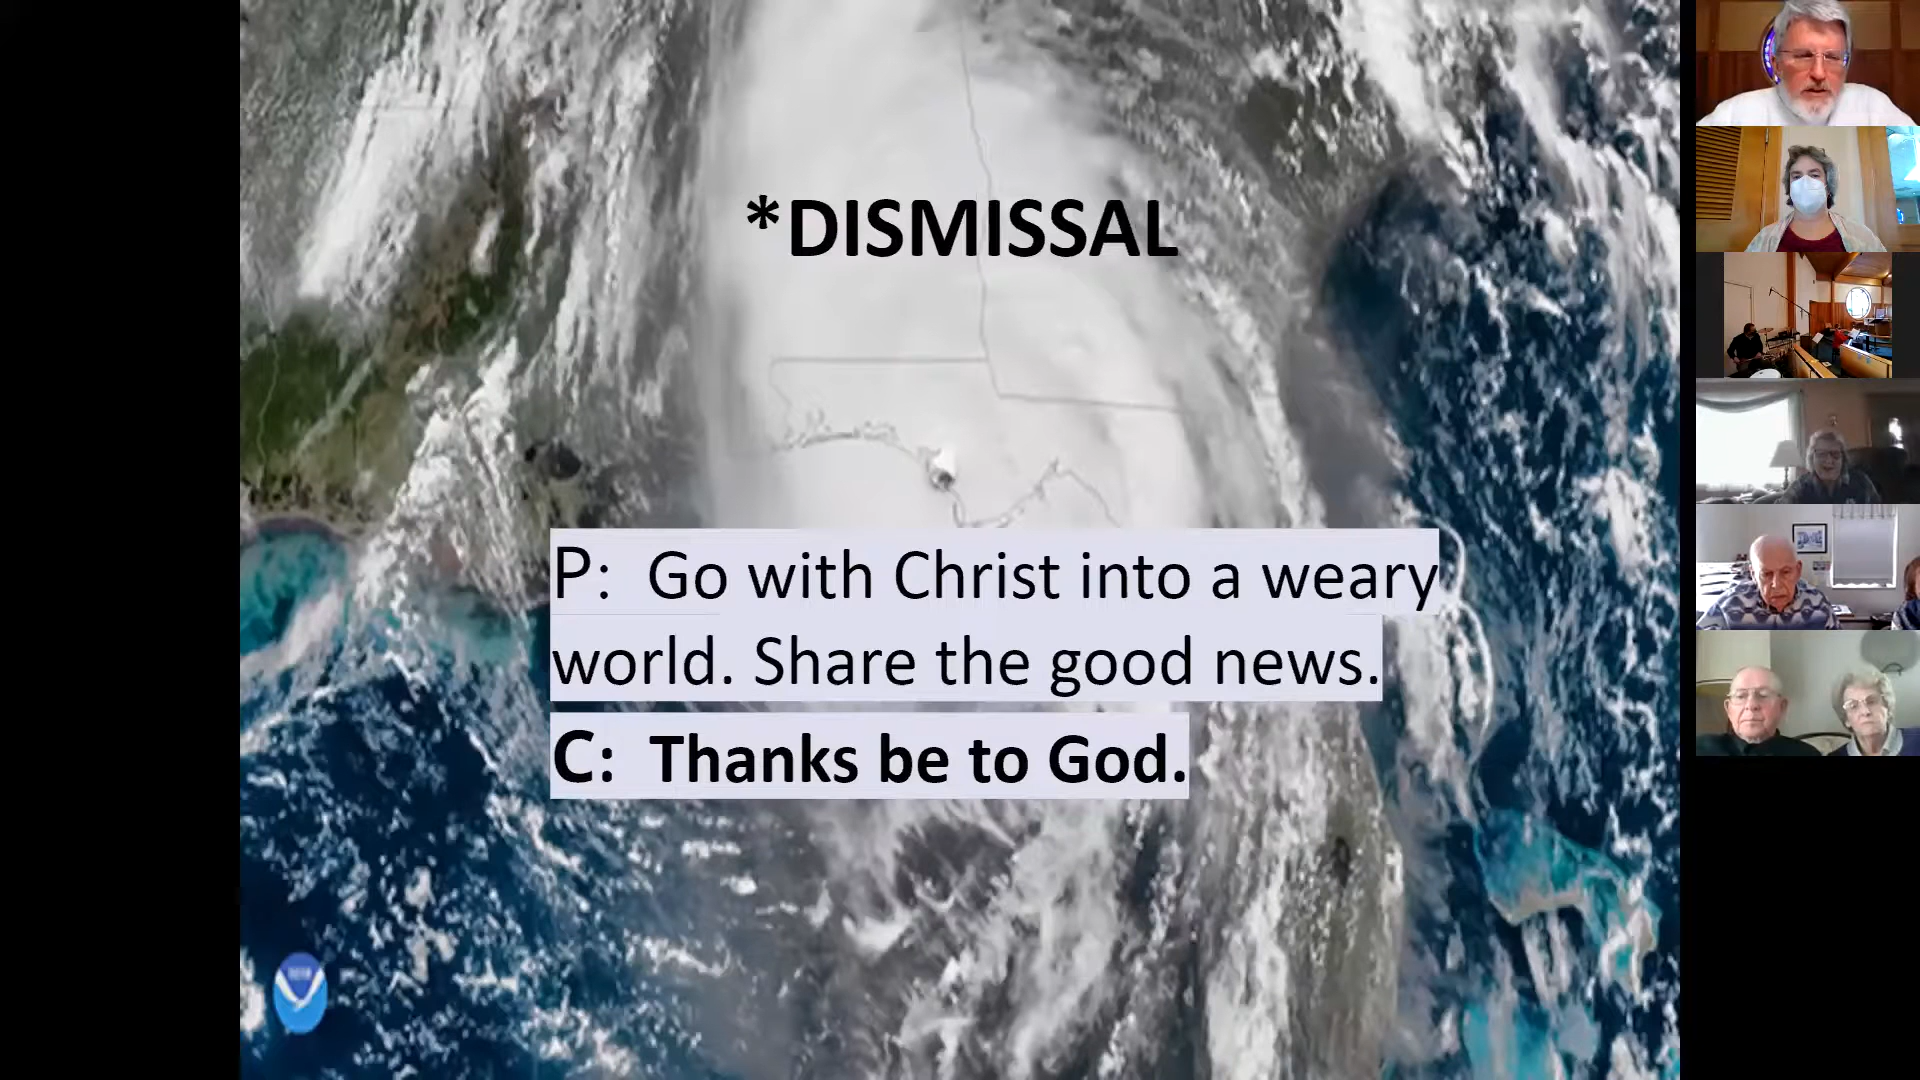 *DISMISSAL
P: Go with Christ into a weary
world. Share the good news.
C: Thanks be to God.